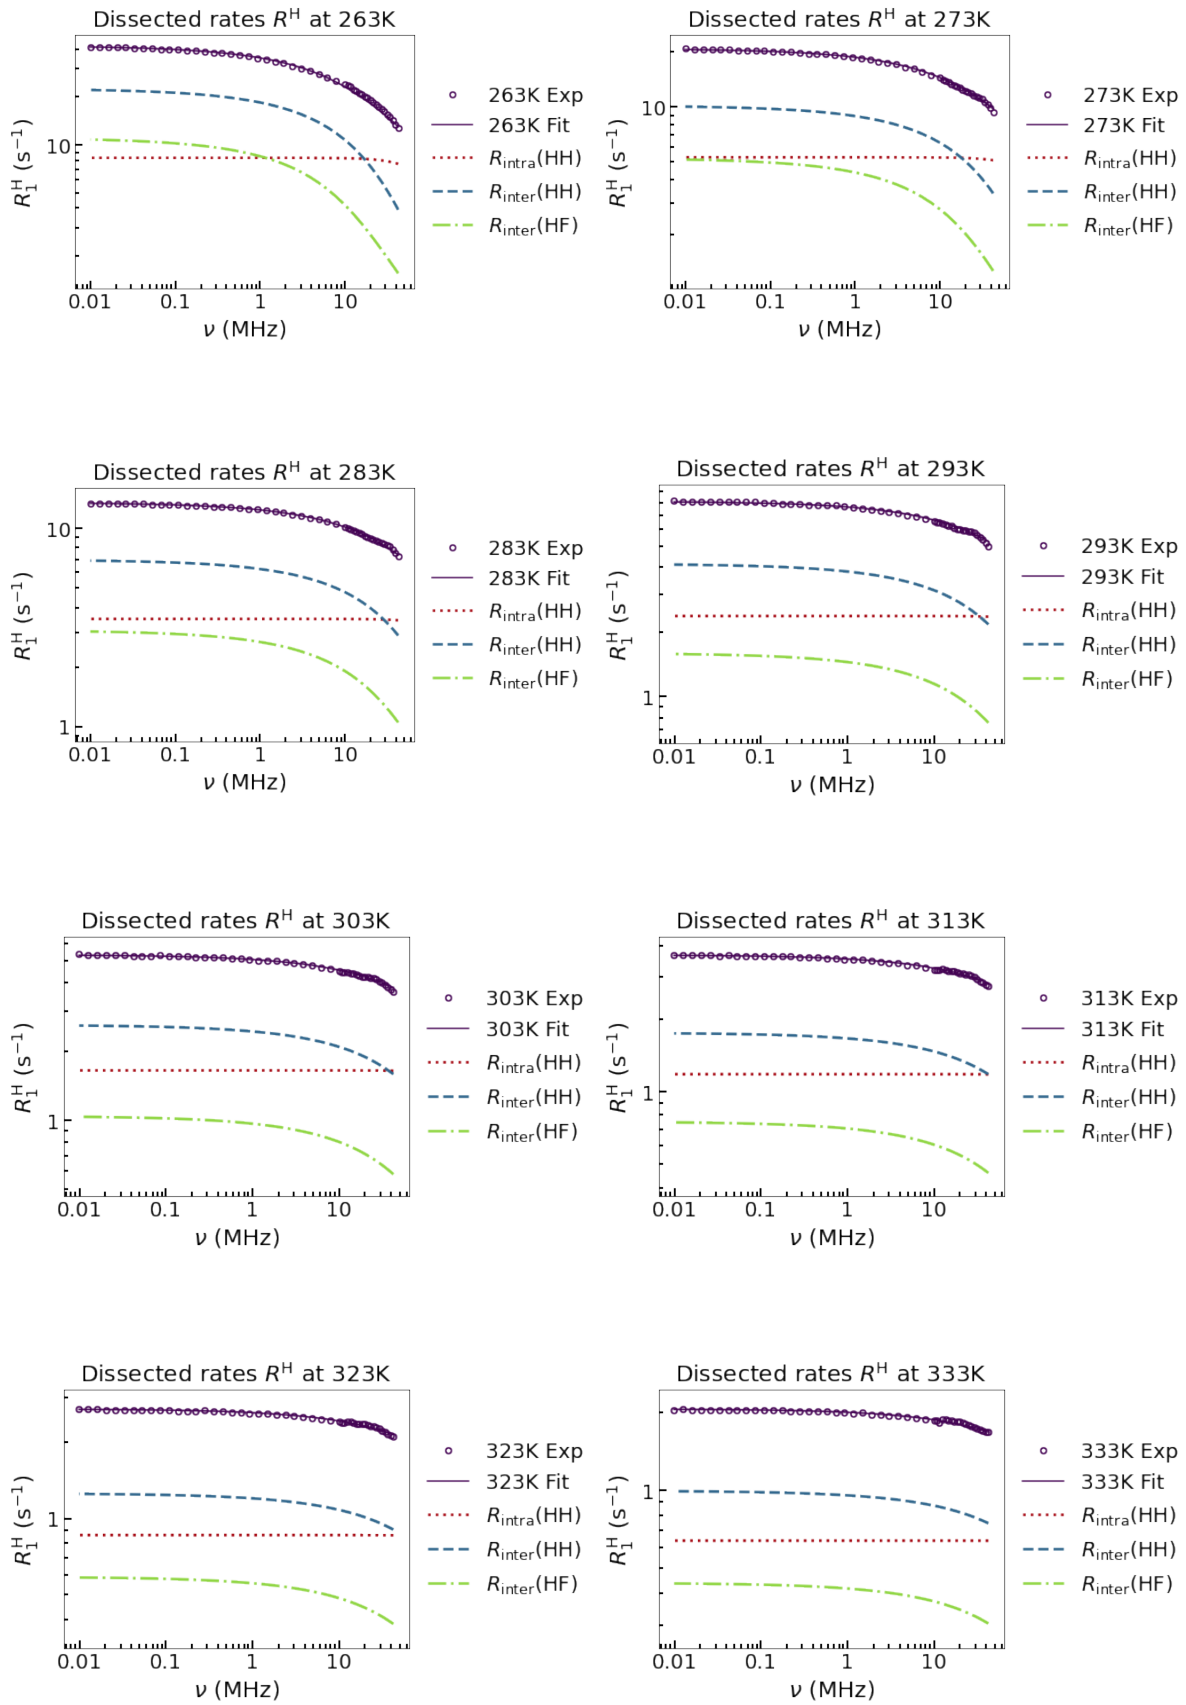 Dissected rates R^H at 263K
10
R₁^H (s⁻¹)
0.01 0.1 1 10
ν (MHz)
263K Exp
263K Fit
R_intra(HH)
R_inter(HH)
R_inter(HF)
Dissected rates R^H at 273K
10
R₁^H (s⁻¹)
0.01 0.1 1 10
ν (MHz)
273K Exp
273K Fit
R_intra(HH)
R_inter(HH)
R_inter(HF)
Dissected rates R^H at 283K
10
1
R₁^H (s⁻¹)
0.01 0.1 1 10
ν (MHz)
283K Exp
283K Fit
R_intra(HH)
R_inter(HH)
R_inter(HF)
Dissected rates R^H at 293K
1
R₁^H (s⁻¹)
0.01 0.1 1 10
ν (MHz)
293K Exp
293K Fit
R_intra(HH)
R_inter(HH)
R_inter(HF)
Dissected rates R^H at 303K
1
R₁^H (s⁻¹)
0.01 0.1 1 10
ν (MHz)
303K Exp
303K Fit
R_intra(HH)
R_inter(HH)
R_inter(HF)
Dissected rates R^H at 313K
1
R₁^H (s⁻¹)
0.01 0.1 1 10
ν (MHz)
313K Exp
313K Fit
R_intra(HH)
R_inter(HH)
R_inter(HF)
Dissected rates R^H at 323K
1
R₁^H (s⁻¹)
0.01 0.1 1 10
ν (MHz)
323K Exp
323K Fit
R_intra(HH)
R_inter(HH)
R_inter(HF)
Dissected rates R^H at 333K
1
R₁^H (s⁻¹)
0.01 0.1 1 10
ν (MHz)
333K Exp
333K Fit
R_intra(HH)
R_inter(HH)
R_inter(HF)